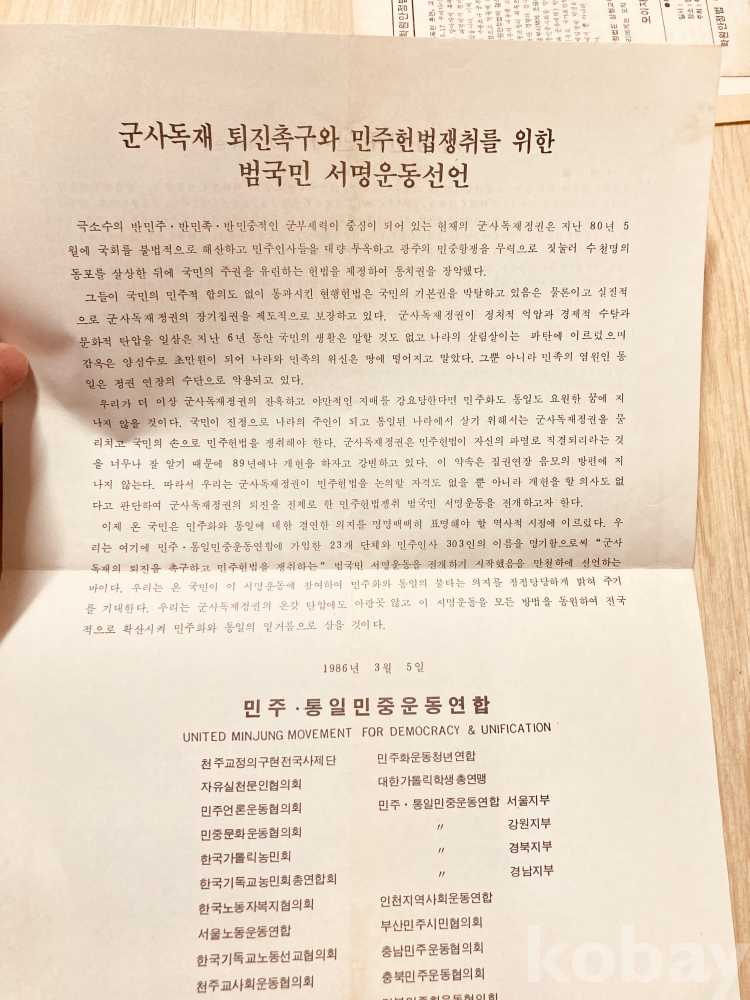 군사독재 퇴진촉구와 민주헌법쟁취를 위한
범국민 서명운동선언
극소수의 반민주·반민족·반민중적인 군부세력이 중심이 되어 있는 현재의 군사독재정권은 지난 80년 5
월에 국회를 불법적으로 해산하고 민주인사들을 대량 투옥하고 광주의 민중항쟁을 무력으로 짓눌러 수천명의
동포를 살상한 뒤에 국민의 주권을 유린하는 헌법을 제정하여 통치권을 장악했다.
그들이 국민의 민주적 합의도 없이 통과시킨 현행헌법은 국민의 기본권을 박탈하고 있음은 물론이고 실질적
으로 군사독재정권의 장기집권을 제도적으로 보장하고 있다. 군사독재정권이 정치적 억압과 경제적 수탈과
문화적 탄압을 일삼은 지난 6년 동안 국민의 생활은 말할 것도 없고 나라의 살림살이는 파탄에 이르렀으며
감옥은 양심수로 초만원이 되어 나라와 민족의 위신은 땅에 떨어지고 말았다. 그뿐 아니라 민족의 염원인 통
일은 정권 연장의 수단으로 악용되고 있다.
우리가 더 이상 군사독재정권의 잔혹하고 야만적인 지배를 강요당한다면 민주화도 통일도 요원한 꿈에 지
나지 않을 것이다. 국민이 진정으로 나라의 주인이 되고 통일된 나라에서 살기 위해서는 군사독재정권을 물
리치고 국민의 손으로 민주헌법을 쟁취해야 한다. 군사독재정권은 민주헌법이 자신의 파멸로 직결되리라는 것
을 너무나 잘 알기 때문에 89년에나 개헌을 하자고 강변하고 있다. 이 약속은 집권연장 음모의 방편에 지
나지 않는다. 따라서 우리는 군사독재정권이 민주헌법을 논의할 자격도 없을 뿐 아니라 개헌을 할 의사도 없
다고 판단하여 군사독재정권의 퇴진을 전제로 한 민주헌법쟁취 범국민 서명운동을 전개하고자 한다.
이제 온 국민은 민주화와 통일에 대한 결연한 의지를 명명백백히 표명해야 할 역사적 시점에 이르렀다. 우
리는 여기에 민주·통일민중운동연합에 가입한 23개 단체와 민주인사 303인의 이름을 명기함으로써 “군사
독재의 퇴진을 촉구하고 민주헌법을 쟁취하는” 범국민 서명운동을 전개하기 시작했음을 만천하에 선언하는
바이다. 우리는 온 국민이 이 서명운동에 참여하여 민주화와 통일의 불타는 의지를 정정당당하게 밝혀 주기
를 기대한다. 우리는 군사독재정권의 온갖 탄압에도 아랑곳 않고 이 서명운동을 모든 방법을 동원하여 전국
적으로 확산시켜 민주화와 통일의 밑거름으로 삼을 것이다.
1986년 3월 5일
민주·통일민중운동연합
UNITED MINJUNG MOVEMENT FOR DEMOCRACY & UNIFICATION
천주교정의구현전국사제단 민주화운동청년연합
자유실천문인협의회 대한가톨릭학생총연맹
민주언론운동협의회 민주·통일민중운동연합 서울지부
민중문화운동협의회 〃 강원지부
한국가톨릭농민회 〃 경북지부
한국기독교농민회총연합회 〃 경남지부
한국노동자복지협의회 인천지역사회운동연합
서울노동운동연합 부산민주시민협의회
한국기독교노동선교협의회 충남민주운동협의회
천주교사회운동협의회 충북민주운동협의회
kobay